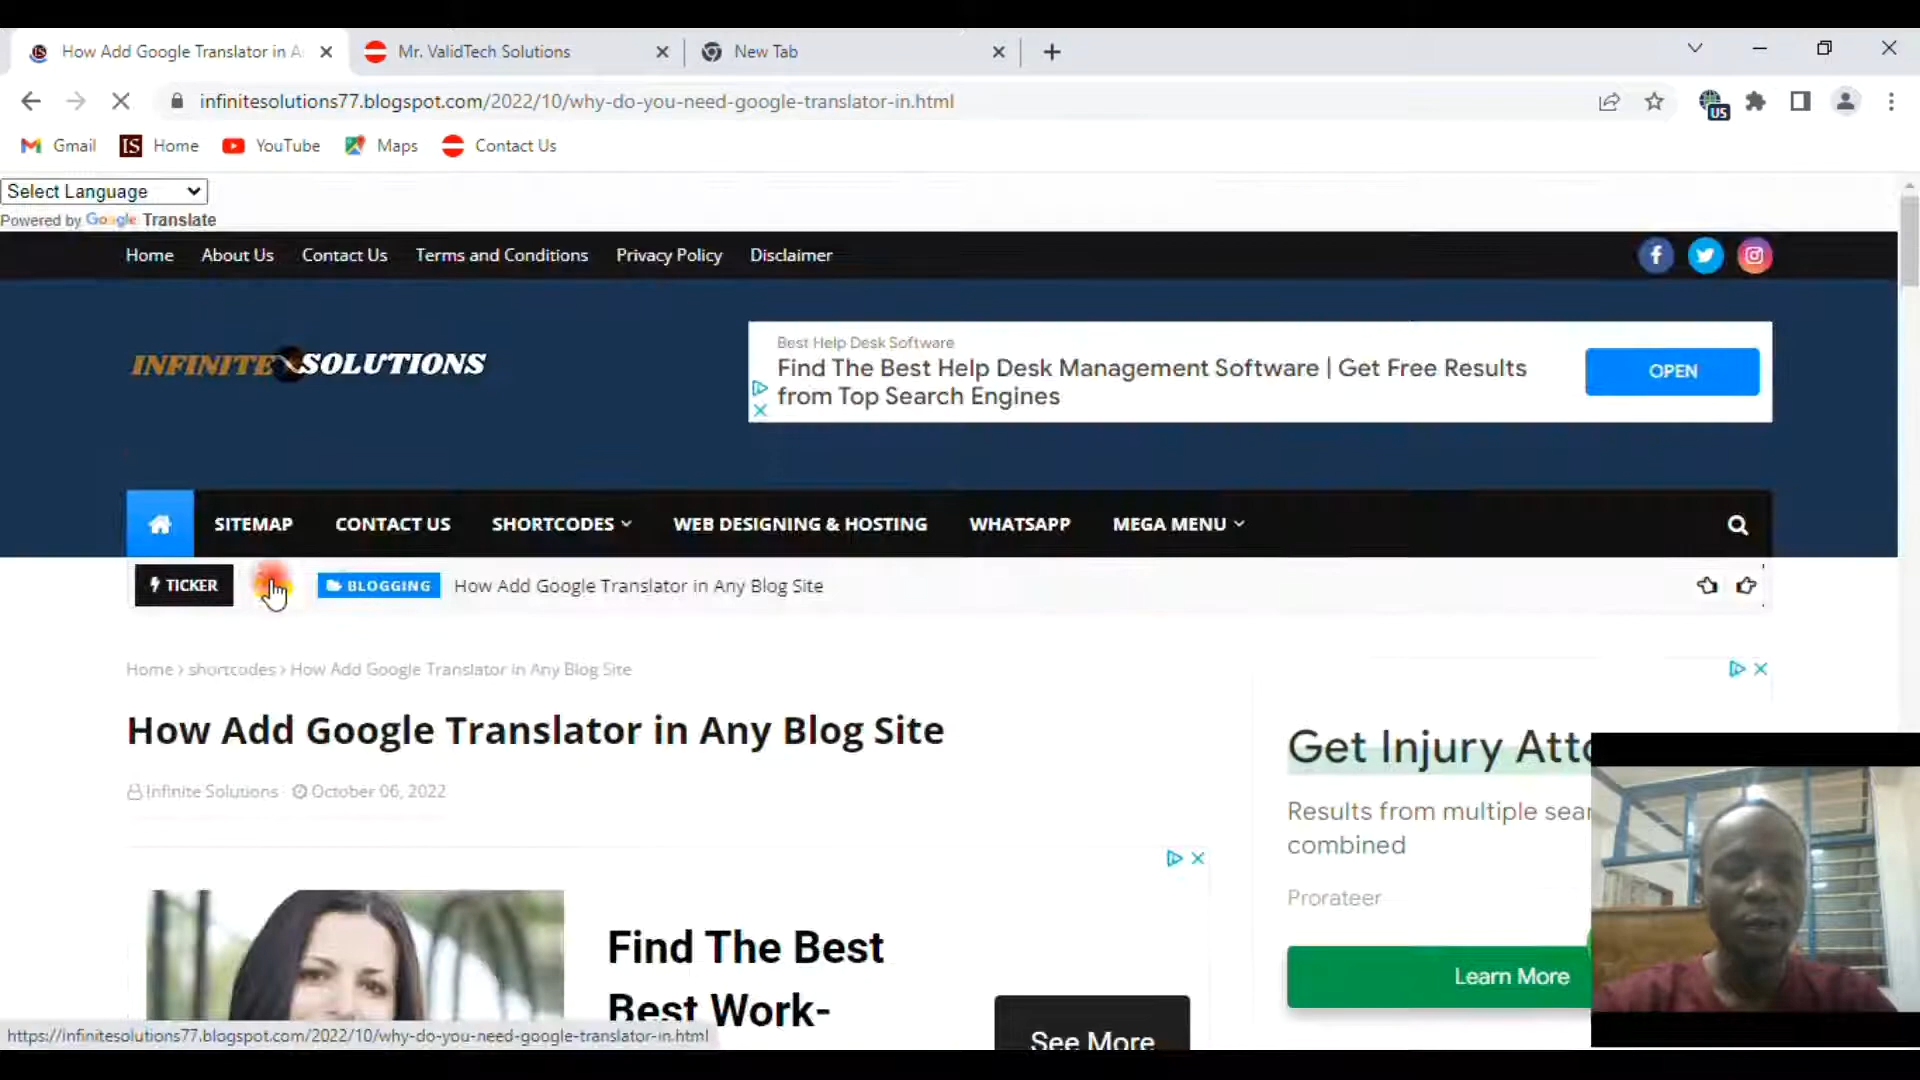 How Add Google Translator in A
Mr. ValidTech Solutions
New Tab
infinitesolutions77.blogspot.com/2022/10/why-do-you-need-google-translator-in.html
US
Gmail
IS
Home
YouTube
Maps
Contact Us
Select Language
Powered by Google Translate
Home
About Us
Contact Us
Terms and Conditions
Privacy Policy
Disclaimer
INFINITE SOLUTIONS
Best Help Desk Software
Find The Best Help Desk Management Software | Get Free Results
from Top Search Engines
OPEN
SITEMAP
CONTACT US
SHORTCODES
WEB DESIGNING & HOSTING
WHATSAPP
MEGA MENU
TICKER
BLOGGING
How Add Google Translator in Any Blog Site
Home › shortcodes › How Add Google Translator in Any Blog Site
How Add Google Translator in Any Blog Site
Infinite Solutions
October 06, 2022
Get Injury Atto
Results from multiple sear
combined
Prorateer
Learn More
Find The Best
Best Work-
See More
https://infinitesolutions77.blogspot.com/2022/10/why-do-you-need-google-translator-in.html